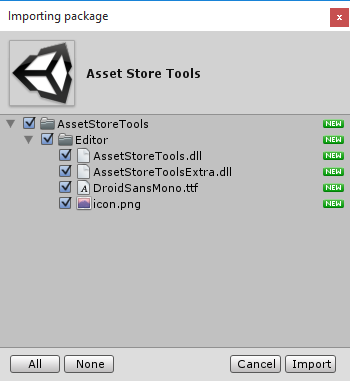 Importing package
Asset Store Tools
AssetStoreTools NEW
Editor NEW
AssetStoreTools.dll NEW
AssetStoreToolsExtra.dll NEW
DroidSansMono.ttf NEW
icon.png NEW
All None Cancel Import